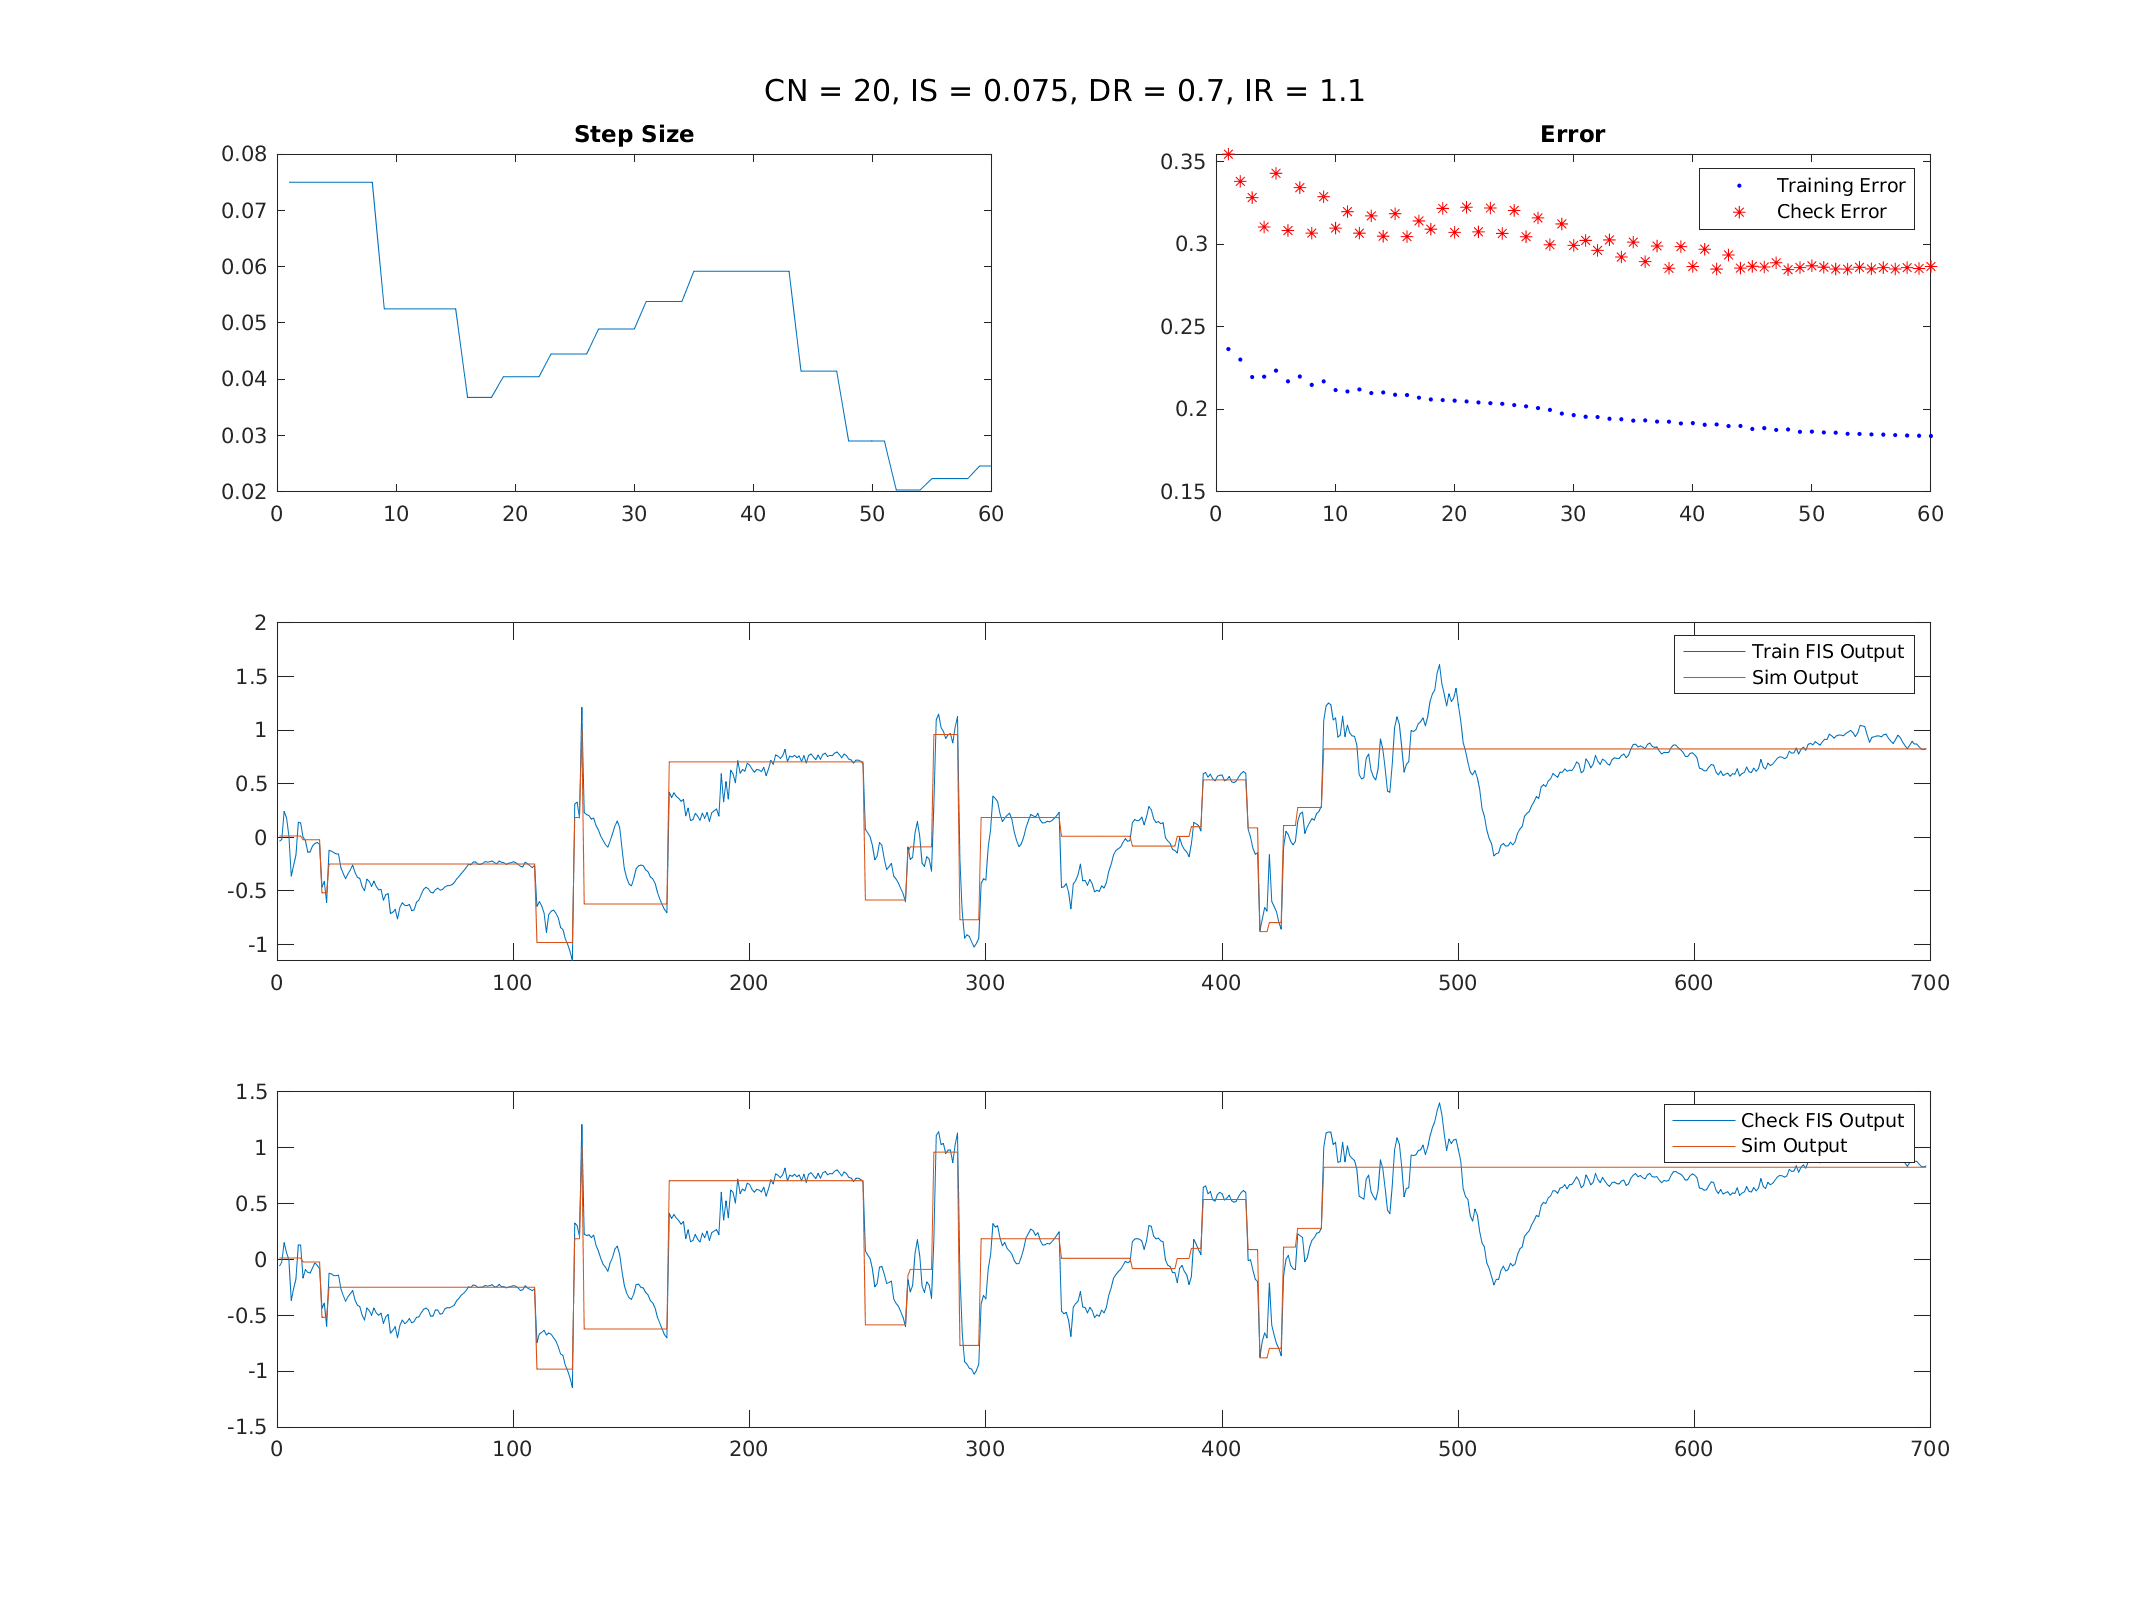 CN = 20, IS = 0.075, DR = 0.7, IR = 1.1
Step Size
0.08
0.07
0.06
0.05
0.04
0.03
0.02
0 10 20 30 40 50 60
Error
0.35
0.3
0.25
0.2
0.15
0 10 20 30 40 50 60
Training Error
Check Error
2
1.5
1
0.5
0
-0.5
-1
0 100 200 300 400 500 600 700
Train FIS Output
Sim Output
1.5
1
0.5
0
-0.5
-1
-1.5
0 100 200 300 400 500 600 700
Check FIS Output
Sim Output